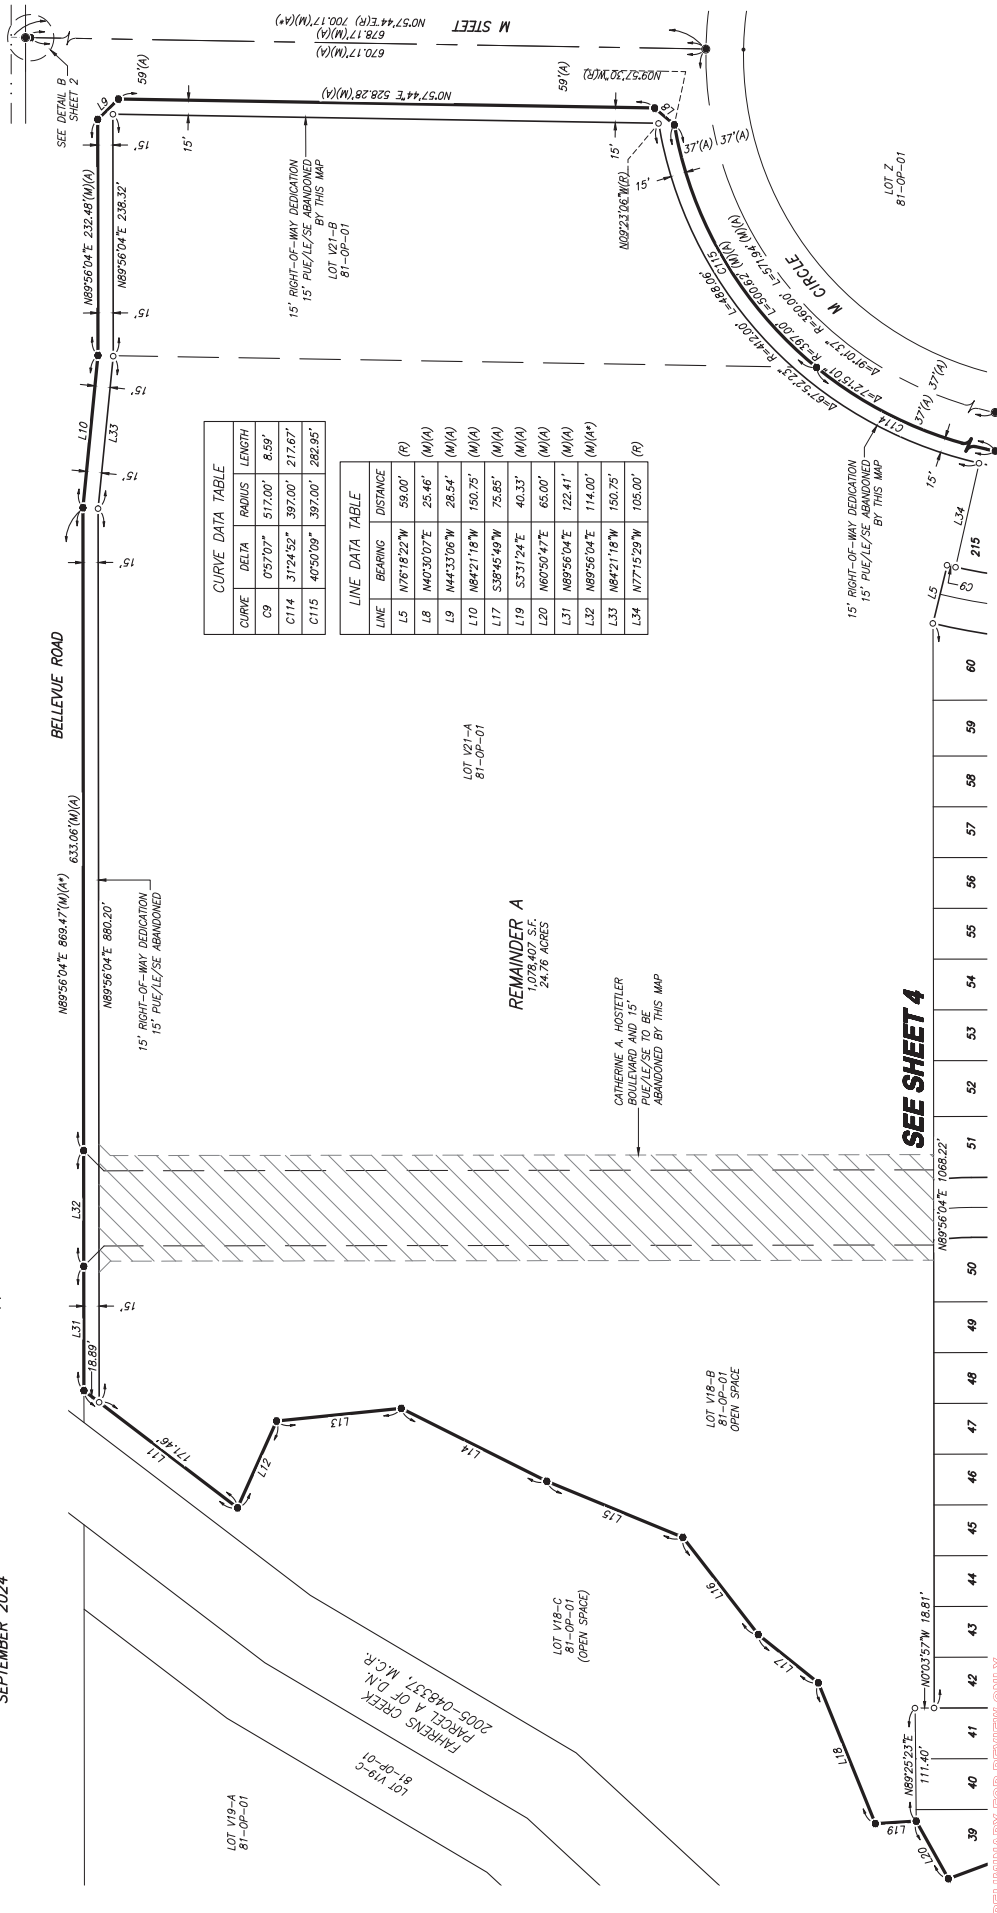 SEPTEMBER 2024
BELLEVUE ROAD
N89°56'04"E 869.47'(M)(A*)
633.06'(M)(A)
N89°56'04"E 880.20'
15' RIGHT-OF-WAY DEDICATION
15' PUE/LE/SE ABANDONED
L31
18.89'
15'
L32
15'
L10
L33
15'
15'
N89°56'04"E 232.48'(M)(A)
N89°56'04"E 238.32'
15'
15'
L9
SEE DETAIL B
SHEET 2
59'(A)
M STEET
N0°57'44"E(R) 700.17'(M)(A*)
678.17'(M)(A)
670.17'(M)(A)
N0°57'44"E 528.28'(M)(A)
15'
15' RIGHT-OF-WAY DEDICATION
15' PUE/LE/SE ABANDONED
BY THIS MAP
LOT V21-B
81-OP-01
59'(A)
15'
L8
N09°57'30"W(R)
N09°23'06"W(R)
15'
37'(A)
37'(A)
LOT Z
81-OP-01
M CIRCLE
Δ=91°01'37" R=360.00' L=571.94' (M)(A)
Δ=72°15'01" R=397.00' L=500.62' (M)(A)
C115
Δ=67°52'23" R=412.00' L=488.06'
C114
37'(A)
37'(A)
15'
15' RIGHT-OF-WAY DEDICATION
15' PUE/LE/SE ABANDONED
BY THIS MAP
L34
215
C9
L5
CURVE DATA TABLE
CURVE DELTA RADIUS LENGTH
C9 0°57'07" 517.00' 8.59'
C114 31°24'52" 397.00' 217.67'
C115 40°50'09" 397.00' 282.95'
LINE DATA TABLE
LINE BEARING DISTANCE
L5 N76°18'22"W 59.00' (R)
L8 N40°30'07"E 25.46' (M)(A)
L9 N44°33'06"W 28.54' (M)(A)
L10 N84°21'18"W 150.75' (M)(A)
L17 S38°45'49"W 75.85' (M)(A)
L19 S3°31'24"E 40.33' (M)(A)
L20 N60°50'47"E 65.00' (M)(A)
L31 N89°56'04"E 122.41' (M)(A)
L32 N89°56'04"E 114.00' (M)(A*)
L33 N84°21'18"W 150.75'
L34 N77°15'29"W 105.00' (R)
LOT V21-A
81-OP-01
REMAINDER A
1,078,407 S.F.
24.76 ACRES
CATHERINE A. HOSTETLER
BOULEVARD AND 15'
PUE/LE/SE TO BE
ABANDONED BY THIS MAP
SEE SHEET 4
N89°56'04"E 1068.22'
LOT V18-B
81-OP-01
OPEN SPACE
LOT V18-C
81-OP-01
(OPEN SPACE)
FAHRENS CREEK
PARCEL A OF D.N.
2005-048337, M.C.R.
LOT V19-C
81-OP-01
LOT V19-A
81-OP-01
L11
171.46'
L12
L13
L14
L15
L16
L17
L18
L19
L20
N89°25'23"E
111.40'
N0°03'57"W 18.81'
39
40
41
42
43
44
45
46
47
48
49
50
51
52
53
54
55
56
57
58
59
60